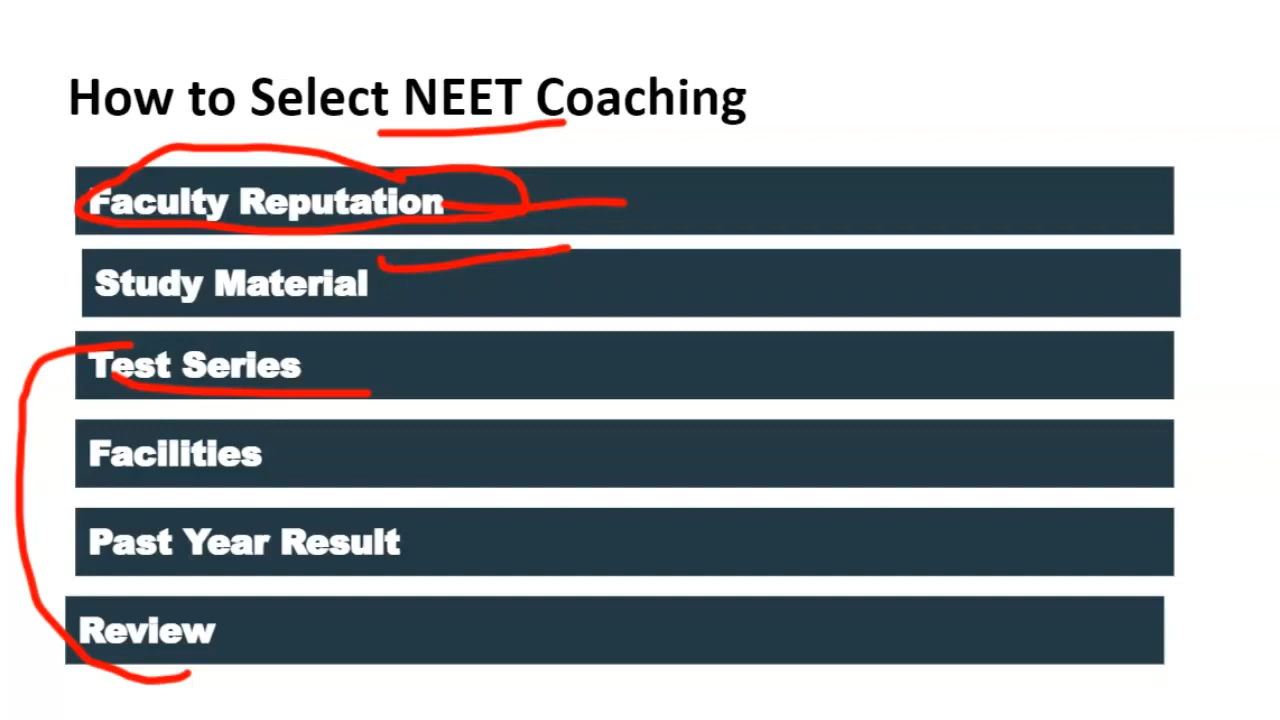 How to Select NEET Coaching
Faculty Reputation
Study Material
Test Series
Facilities
Past Year Result
Review